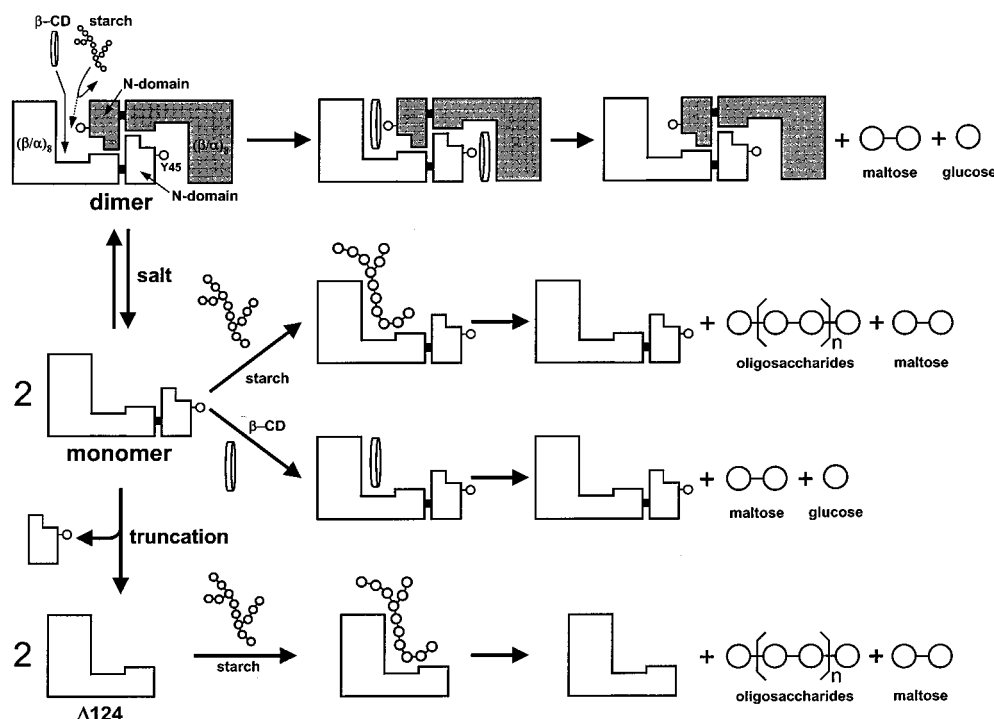 β-CD
starch
N-domain
(β/α)8
(β/α)8
Y45
N-domain
dimer
+
+
maltose
glucose
salt
starch
+
n
+
oligosaccharides
maltose
2
monomer
β-CD
+
+
maltose
glucose
truncation
2
starch
+
n
+
oligosaccharides
maltose
Δ124